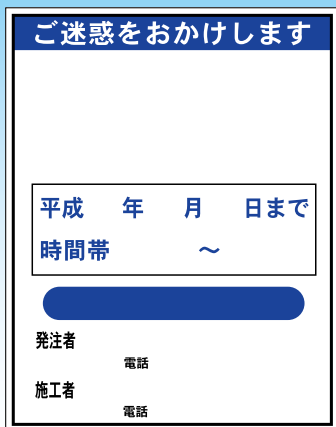 ご迷惑をおかけします
平成　年　月　日まで
時間帯　～
発注者
電話
施工者
電話